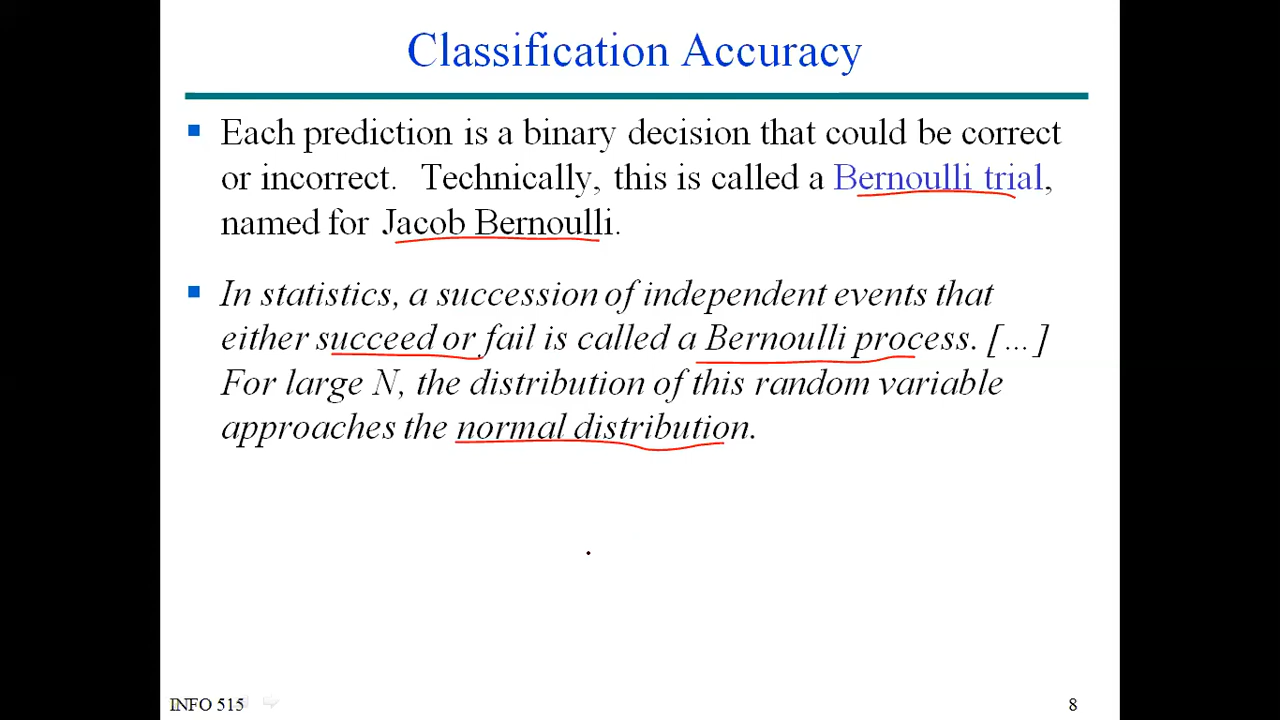 Classification Accuracy
Each prediction is a binary decision that could be correct
or incorrect. Technically, this is called a Bernoulli trial,
named for Jacob Bernoulli.
In statistics, a succession of independent events that
either succeed or fail is called a Bernoulli process. [...]
For large N, the distribution of this random variable
approaches the normal distribution.
INFO 515
8